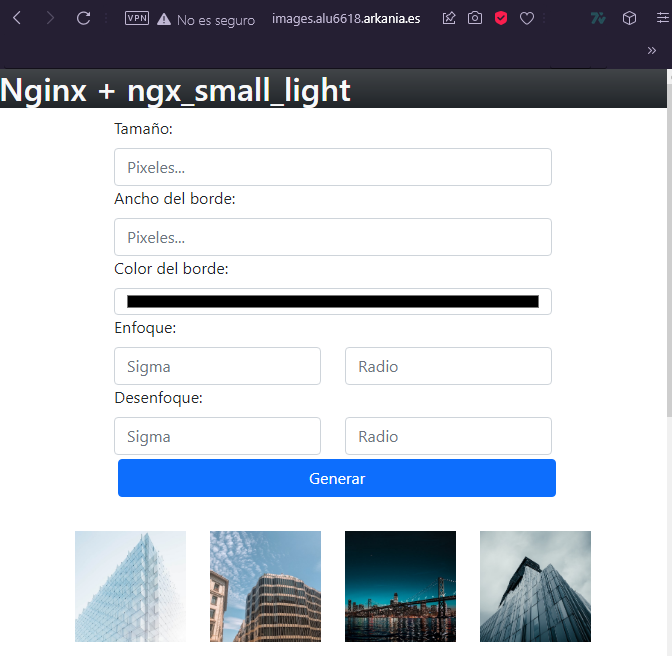 VPN No es seguro images.alu6618.arkania.es
»
Nginx + ngx_small_light
Tamaño:
Pixeles...
Ancho del borde:
Pixeles...
Color del borde:
Enfoque:
Sigma Radio
Desenfoque:
Sigma Radio
Generar